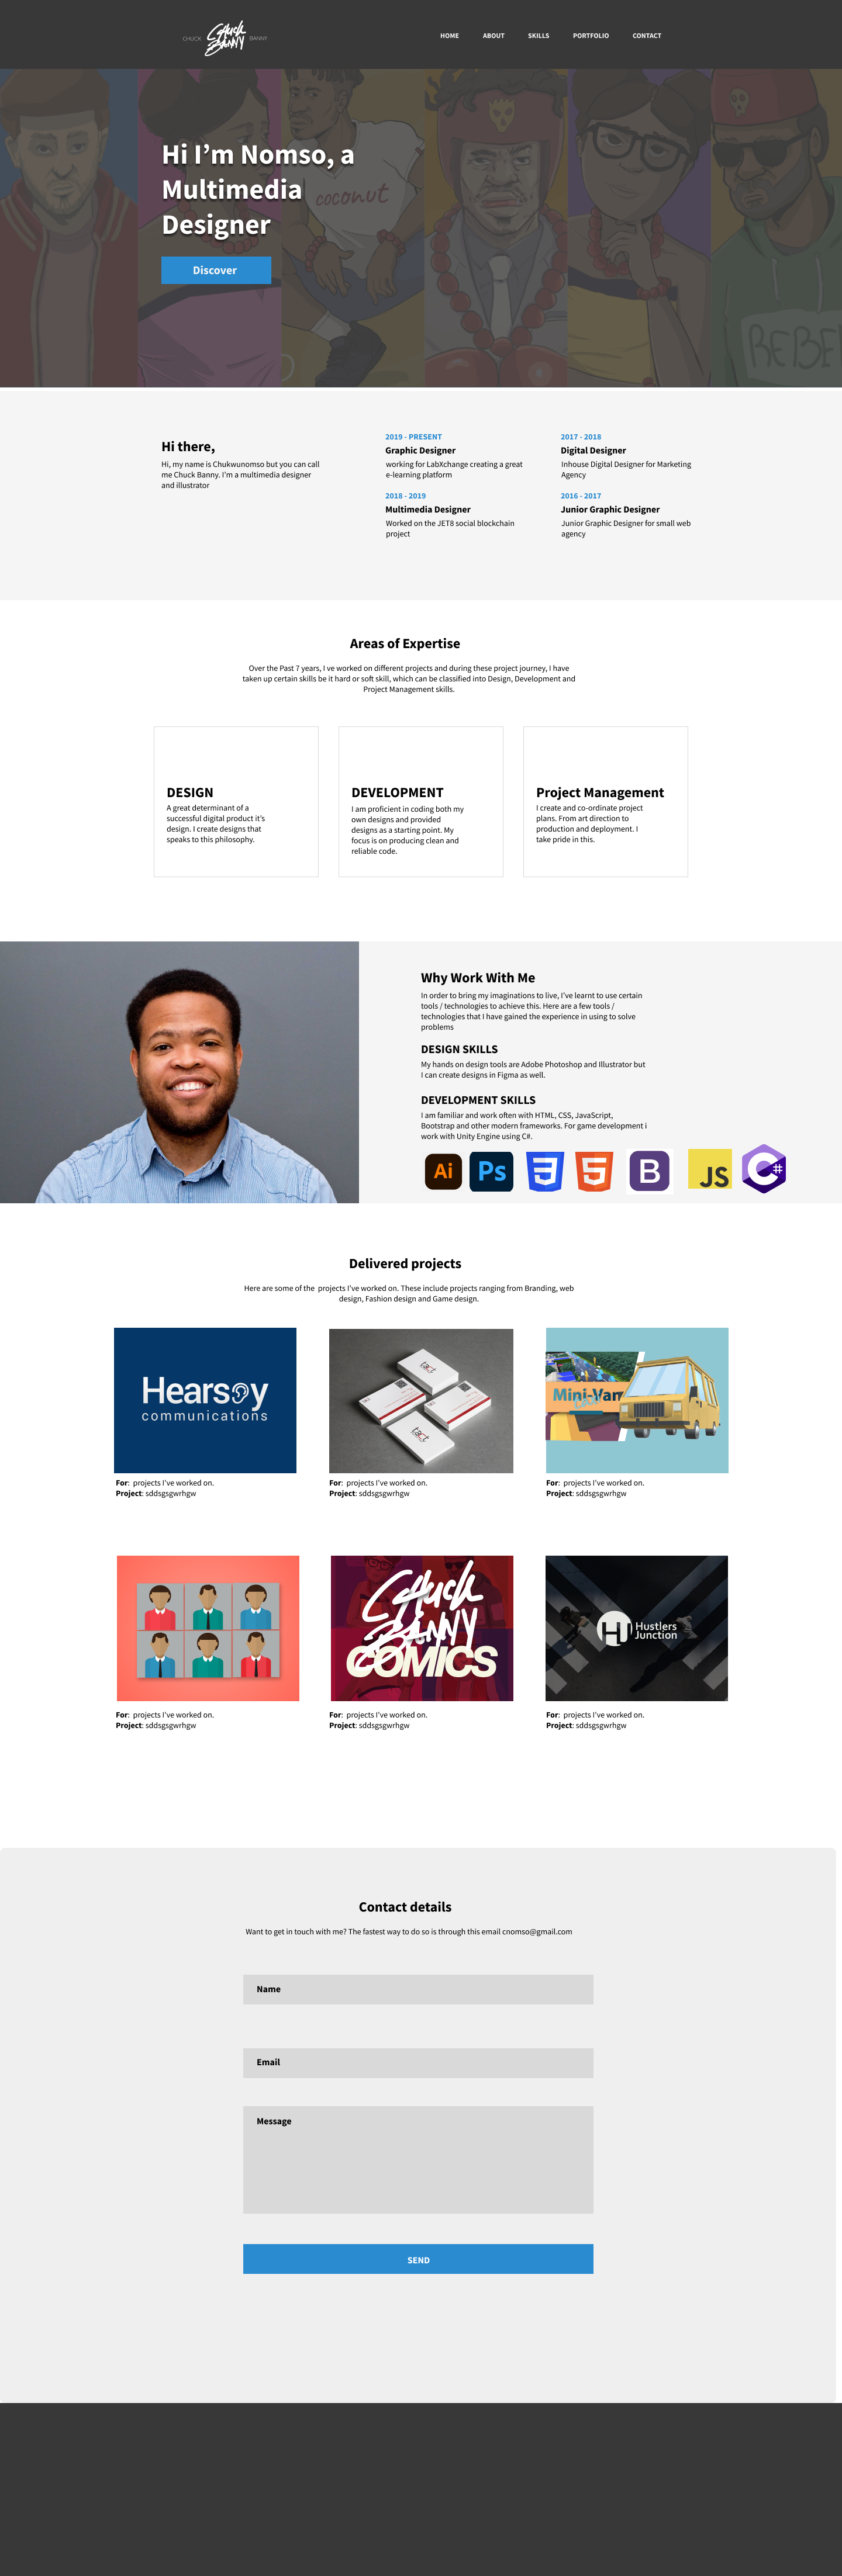 CHUCK
Chuck
BANNY
BANNY
HOME
ABOUT
SKILLS
PORTFOLIO
CONTACT
coconut
REBE
Hi I’m Nomso, a
Multimedia
Designer
Discover
Hi there,
Hi, my name is Chukwunomso but you can call
me Chuck Banny. I’m a multimedia designer
and illustrator
2019 - PRESENT
Graphic Designer
working for LabXchange creating a great
e-learning platform
2018 - 2019
Multimedia Designer
Worked on the JET8 social blockchain
project
2017 - 2018
Digital Designer
Inhouse Digital Designer for Marketing
Agency
2016 - 2017
Junior Graphic Designer
Junior Graphic Designer for small web
agency
Areas of Expertise
Over the Past 7 years, I ve worked on different projects and during these project journey, I have
taken up certain skills be it hard or soft skill, which can be classified into Design, Development and
Project Management skills.
DESIGN
A great determinant of a
successful digital product it’s
design. I create designs that
speaks to this philosophy.
DEVELOPMENT
I am proficient in coding both my
own designs and provided
designs as a starting point. My
focus is on producing clean and
reliable code.
Project Management
I create and co-ordinate project
plans. From art direction to
production and deployment. I
take pride in this.
Why Work With Me
In order to bring my imaginations to live, I’ve learnt to use certain
tools / technologies to achieve this. Here are a few tools /
technologies that I have gained the experience in using to solve
problems
DESIGN SKILLS
My hands on design tools are Adobe Photoshop and Illustrator but
I can create designs in Figma as well.
DEVELOPMENT SKILLS
I am familiar and work often with HTML, CSS, JavaScript,
Bootstrap and other modern frameworks. For game development i
work with Unity Engine using C#.
Ai
Ps
3
5
B
JS
C#
Delivered projects
Here are some of the  projects I’ve worked on. These include projects ranging from Branding, web
design, Fashion design and Game design.
Hearsay
communications
tact
tact
Mini-Van
For:  projects I’ve worked on.
Project: sddsgsgwrhgw
For:  projects I’ve worked on.
Project: sddsgsgwrhgw
For:  projects I’ve worked on.
Project: sddsgsgwrhgw
Chuck
BANNY
COMICS
HJ
Hustlers
Junction
For:  projects I’ve worked on.
Project: sddsgsgwrhgw
For:  projects I’ve worked on.
Project: sddsgsgwrhgw
For:  projects I’ve worked on.
Project: sddsgsgwrhgw
Contact details
Want to get in touch with me? The fastest way to do so is through this email cnomso@gmail.com
Name
Email
Message
SEND